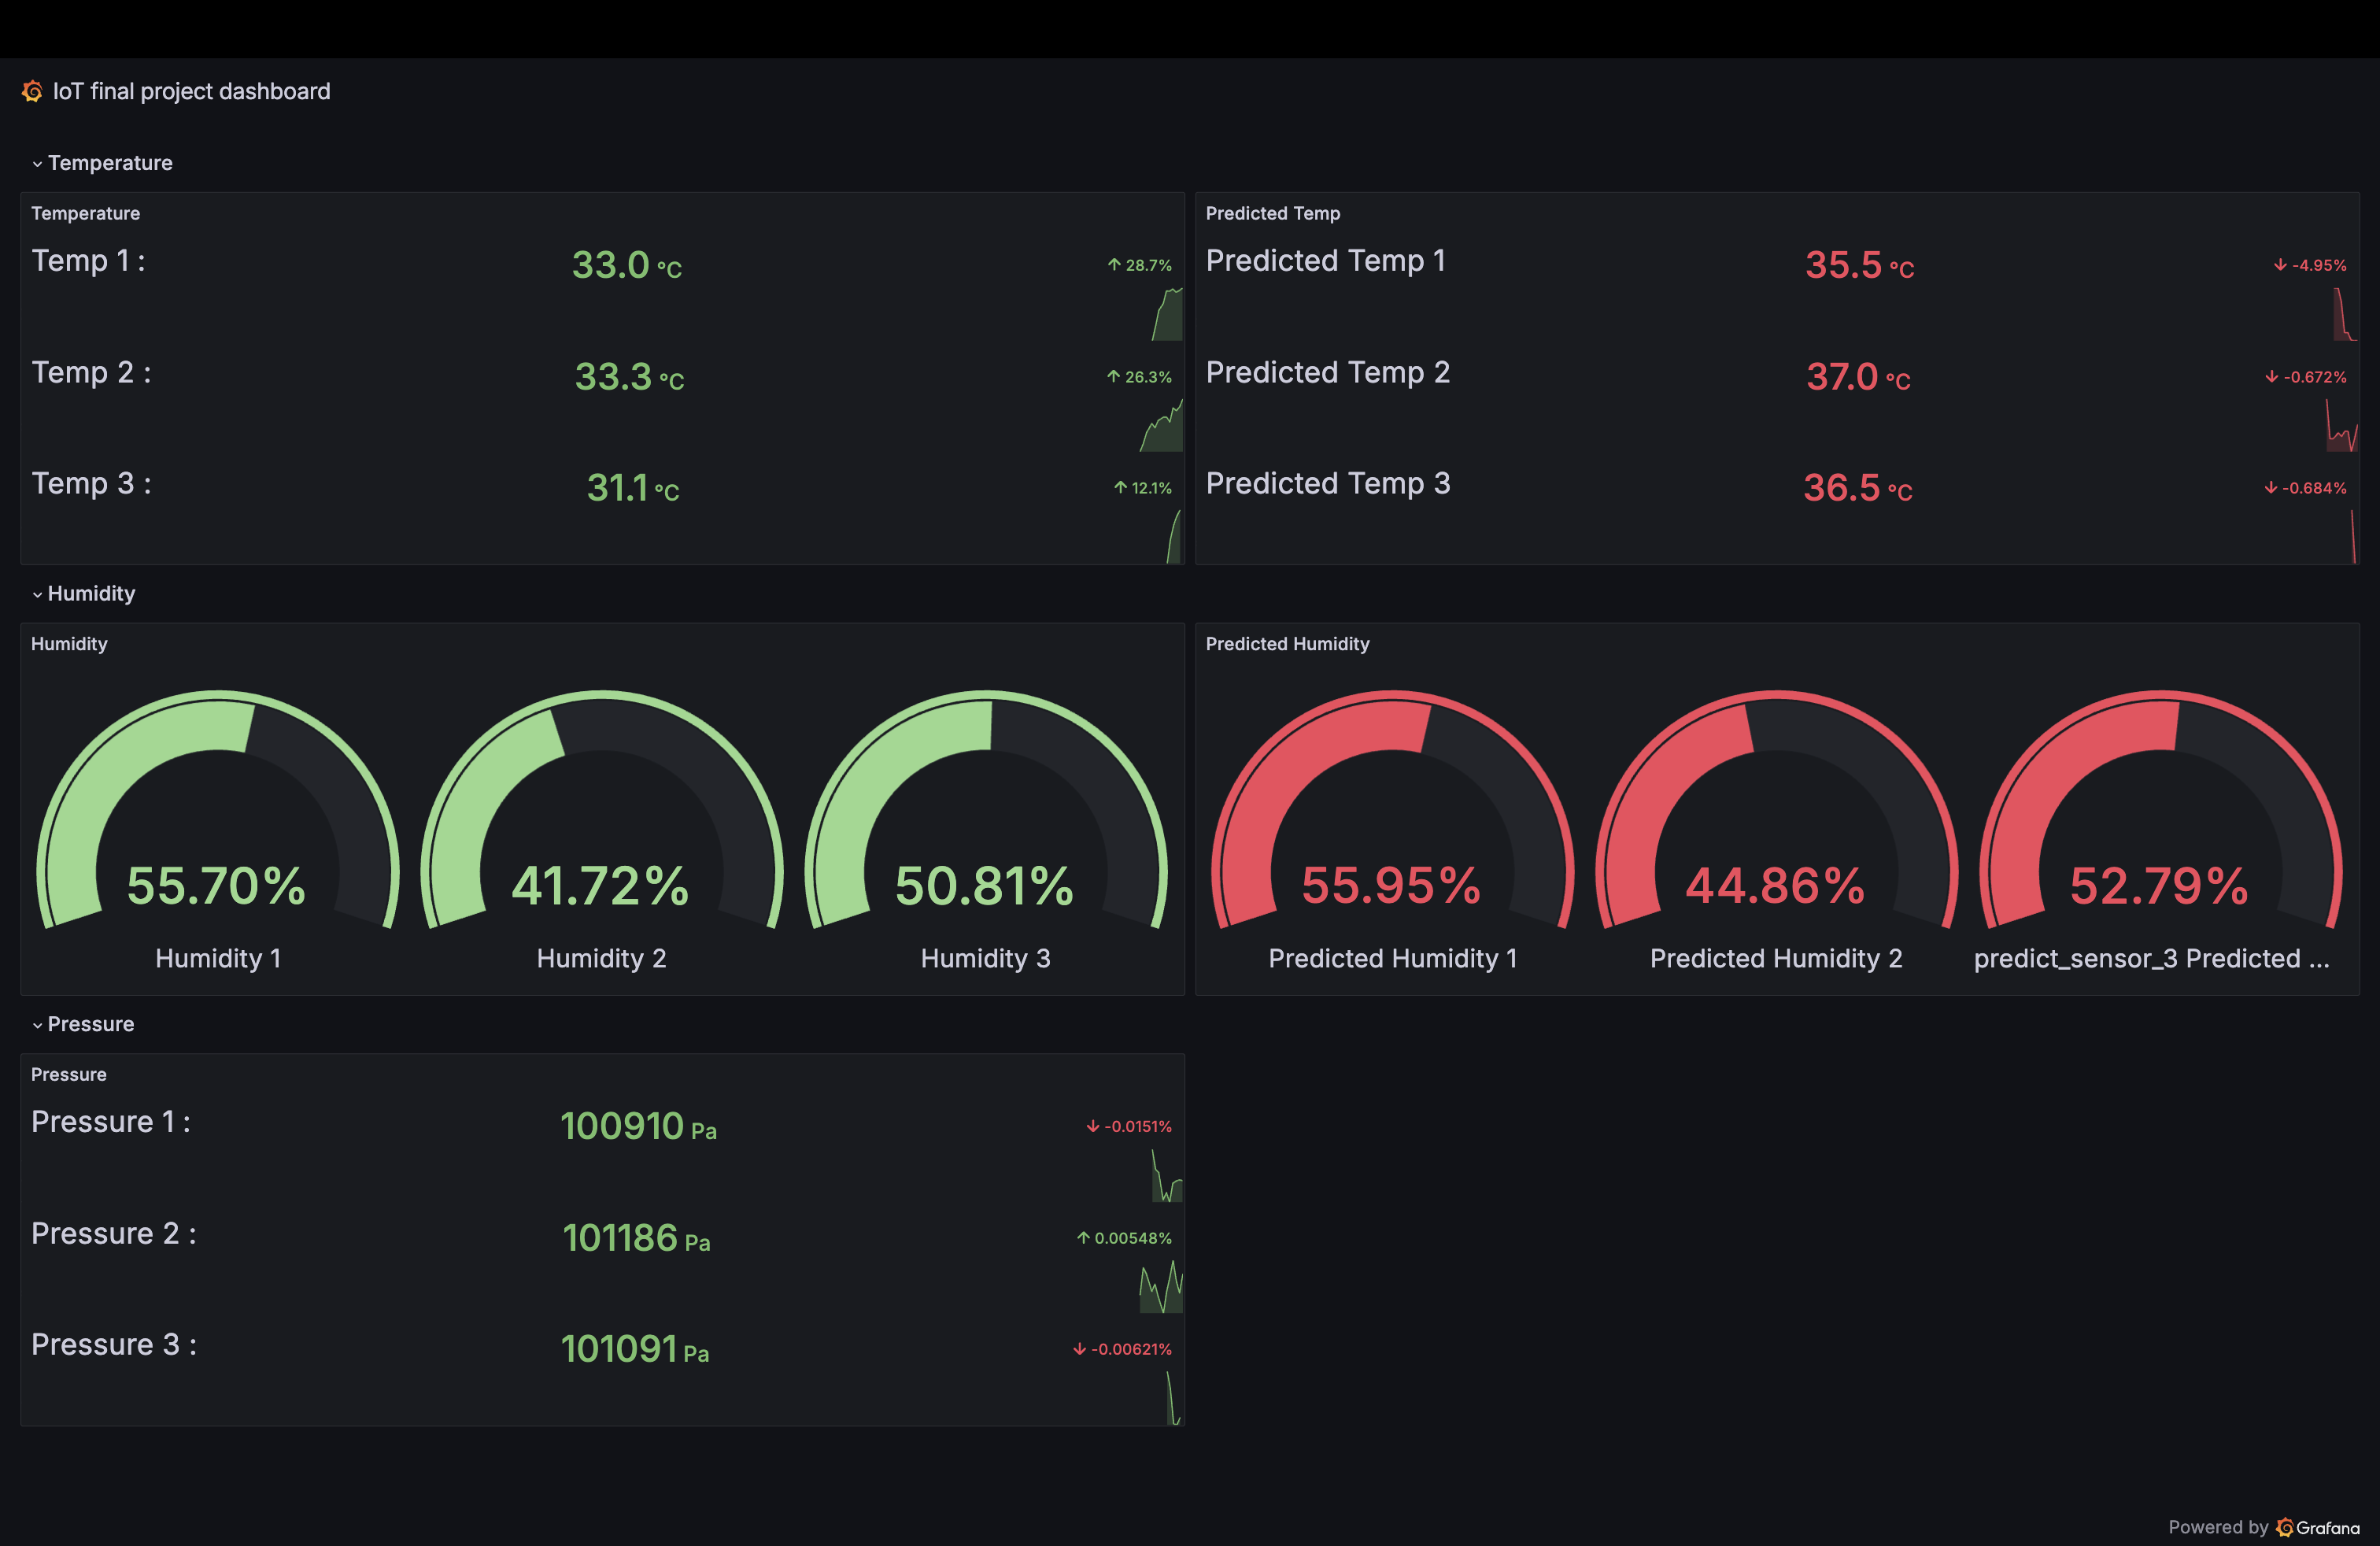 IoT final project dashboard
Temperature
Temperature
Temp 1 :
33.0 °C
↑ 28.7%
Temp 2 :
33.3 °C
↑ 26.3%
Temp 3 :
31.1 °C
↑ 12.1%
Predicted Temp
Predicted Temp 1
35.5 °C
↓ -4.95%
Predicted Temp 2
37.0 °C
↓ -0.672%
Predicted Temp 3
36.5 °C
↓ -0.684%
Humidity
Humidity
55.70%
Humidity 1
41.72%
Humidity 2
50.81%
Humidity 3
Predicted Humidity
55.95%
Predicted Humidity 1
44.86%
Predicted Humidity 2
52.79%
predict_sensor_3 Predicted ...
Pressure
Pressure
Pressure 1 :
100910 Pa
↓ -0.0151%
Pressure 2 :
101186 Pa
↑ 0.00548%
Pressure 3 :
101091 Pa
↓ -0.00621%
Powered by Grafana